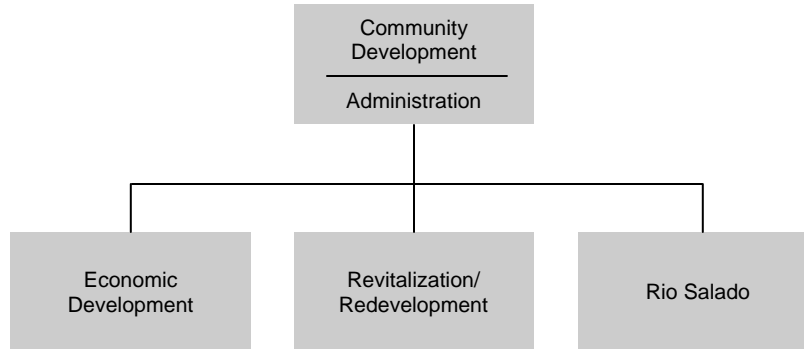 Community
Development
Administration
Economic
Development
Revitalization/
Redevelopment
Rio Salado